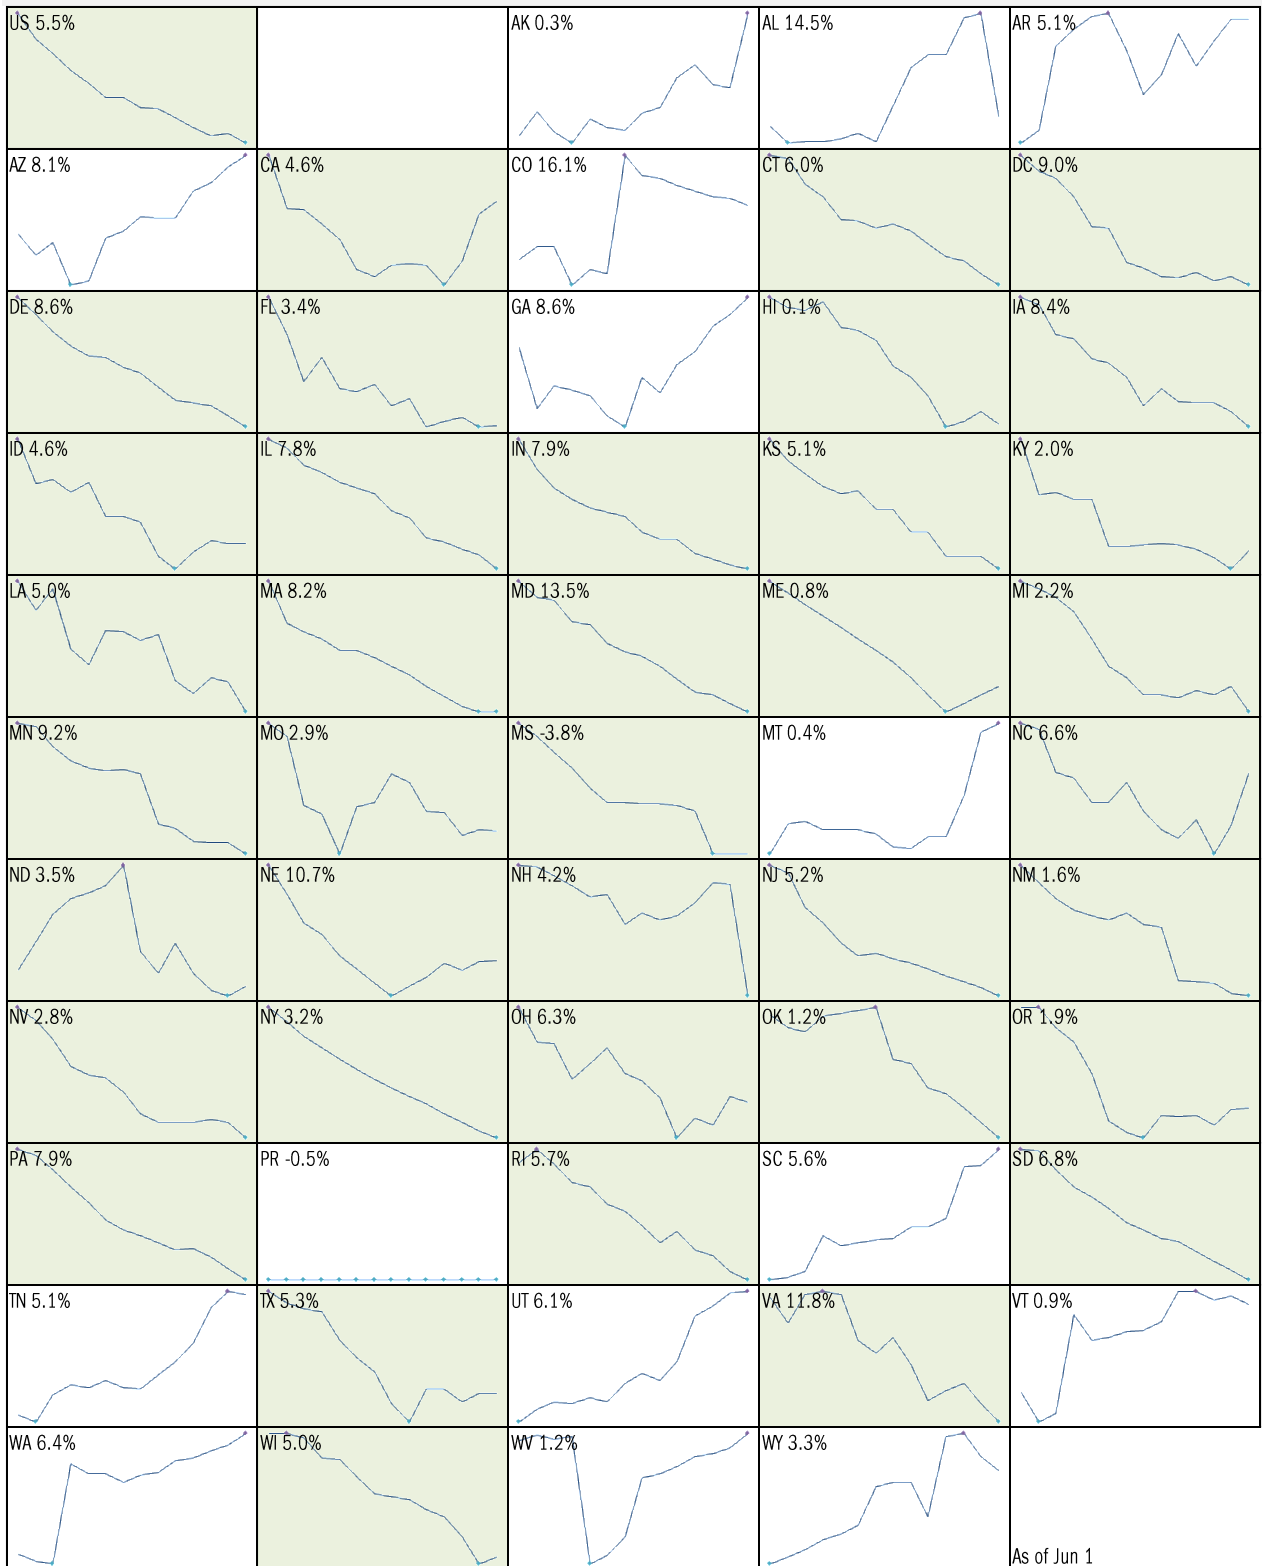 US 5.5%
AK 0.3%
AL 14.5%
AR 5.1%
AZ 8.1%
CA 4.6%
CO 16.1%
CT 6.0%
DC 9.0%
DE 8.6%
FL 3.4%
GA 8.6%
HI 0.1%
IA 8.4%
ID 4.6%
IL 7.8%
IN 7.9%
KS 5.1%
KY 2.0%
LA 5.0%
MA 8.2%
MD 13.5%
ME 0.8%
MI 2.2%
MN 9.2%
MO 2.9%
MS -3.8%
MT 0.4%
NC 6.6%
ND 3.5%
NE 10.7%
NH 4.2%
NJ 5.2%
NM 1.6%
NV 2.8%
NY 3.2%
OH 6.3%
OK 1.2%
OR 1.9%
PA 7.9%
PR -0.5%
RI 5.7%
SC 5.6%
SD 6.8%
TN 5.1%
TX 5.3%
UT 6.1%
VA 11.8%
VT 0.9%
WA 6.4%
WI 5.0%
WV 1.2%
WY 3.3%
As of Jun 1